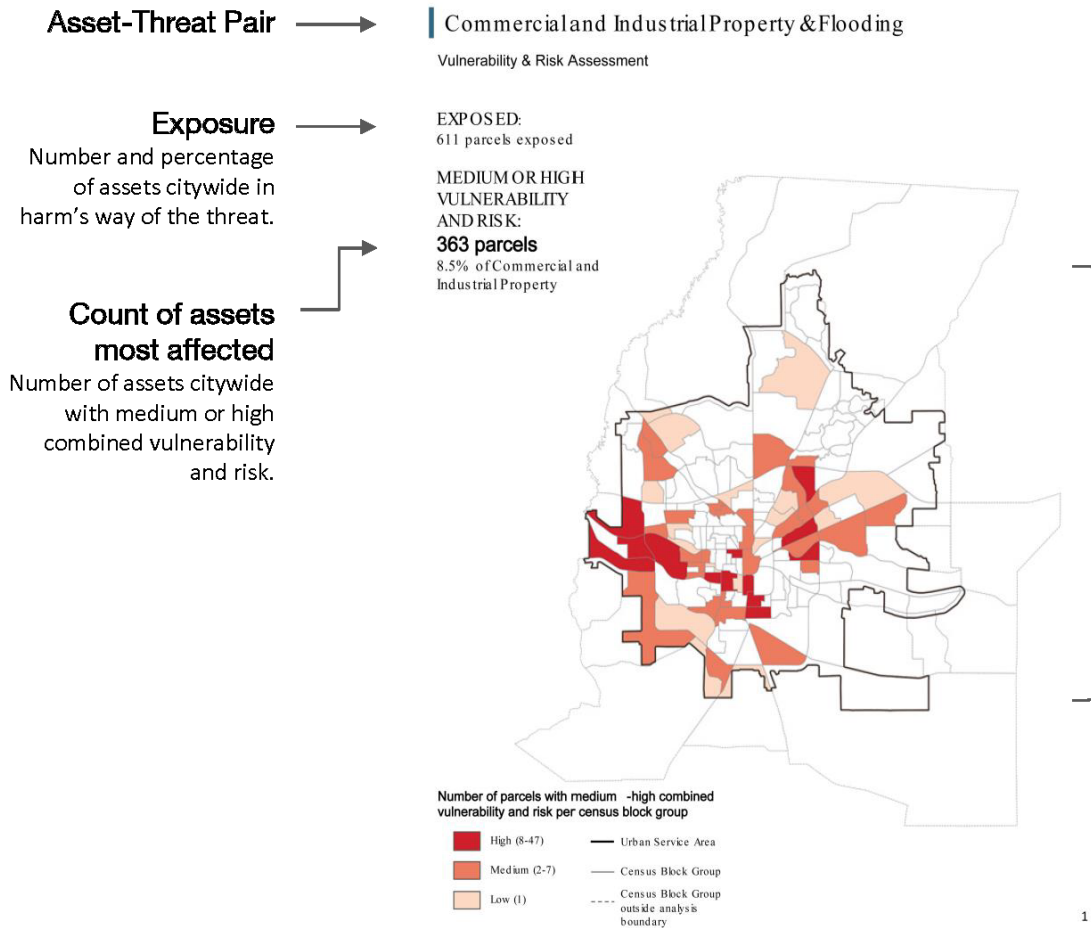 Asset-Threat Pair
Commercial and Industrial Property & Flooding
Vulnerability & Risk Assessment
Exposure
Number and percentage
of assets citywide in
harm's way of the threat.
EXPOSED:
611 parcels exposed
MEDIUM OR HIGH
VULNERABILITY
AND RISK:
363 parcels
8.5% of Commercial and
Industrial Property
Count of assets
most affected
Number of assets citywide
with medium or high
combined vulnerability
and risk.
Number of parcels with medium -high combined
vulnerability and risk per census block group
High (8-47)
Medium (2-7)
Low (1)
Urban Service Area
Census Block Group
Census Block Group
outside analysis
boundary
1